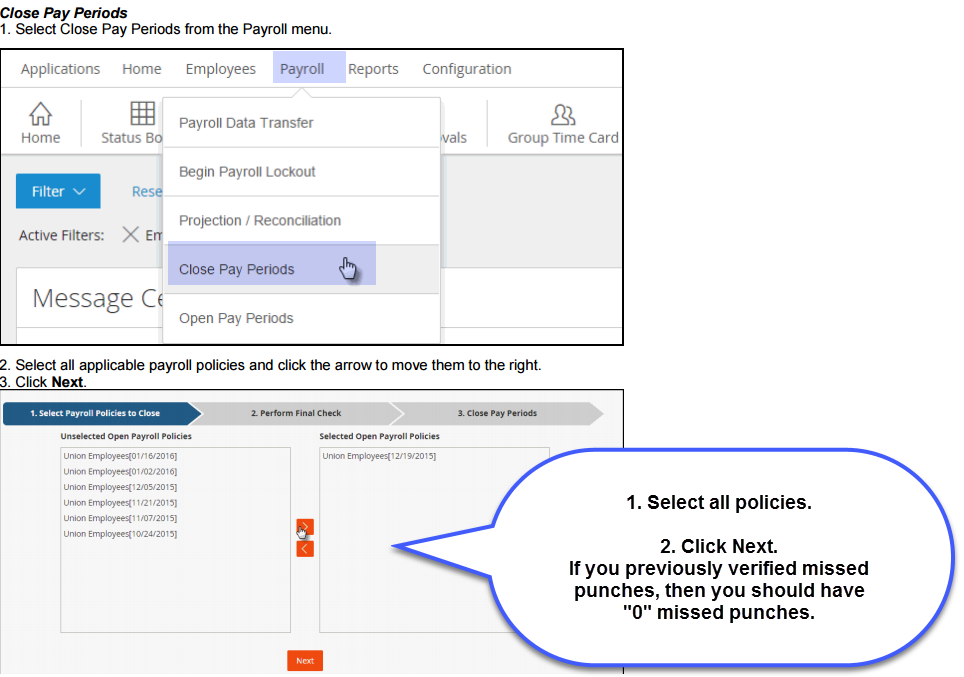 Close Pay Periods
1. Select Close Pay Periods from the Payroll menu.
Applications Home Employees Payroll Reports Configuration
Home Status Bo vals Group Time Card
Payroll Data Transfer
Begin Payroll Lockout
Filter Rese
Projection / Reconciliation
Active Filters: Em
Close Pay Periods
Message Ce
Open Pay Periods
2. Select all applicable payroll policies and click the arrow to move them to the right.
3. Click Next.
1. Select Payroll Policies to Close 2. Perform Final Check 3. Close Pay Periods
Unselected Open Payroll Policies Selected Open Payroll Policies
Union Employees[01/16/2016] Union Employees[12/19/2015]
Union Employees[01/02/2016]
Union Employees[12/05/2015]
Union Employees[11/21/2015]
Union Employees[11/07/2015]
Union Employees[10/24/2015]
Next
1. Select all policies.
2. Click Next.
If you previously verified missed
punches, then you should have
"0" missed punches.